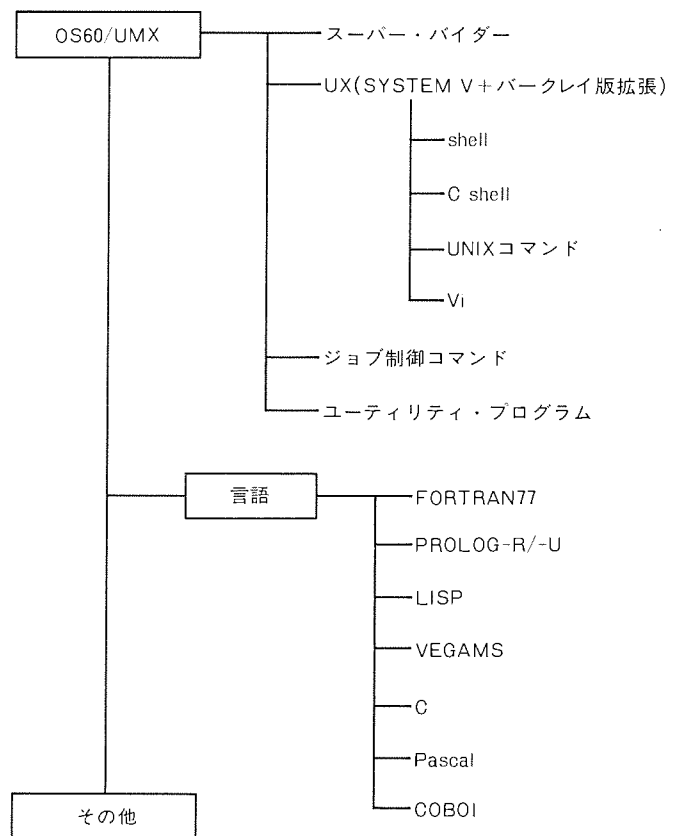 OS60/UMX
スーパー・バイダー
UX(SYSTEM V+バークレイ版拡張)
shell
C shell
UNIXコマンド
Vi
ジョブ制御コマンド
ユーティリティ・プログラム
言語
FORTRAN77
PROLOG-R/-U
LISP
VEGAMS
C
Pascal
COBOl
その他